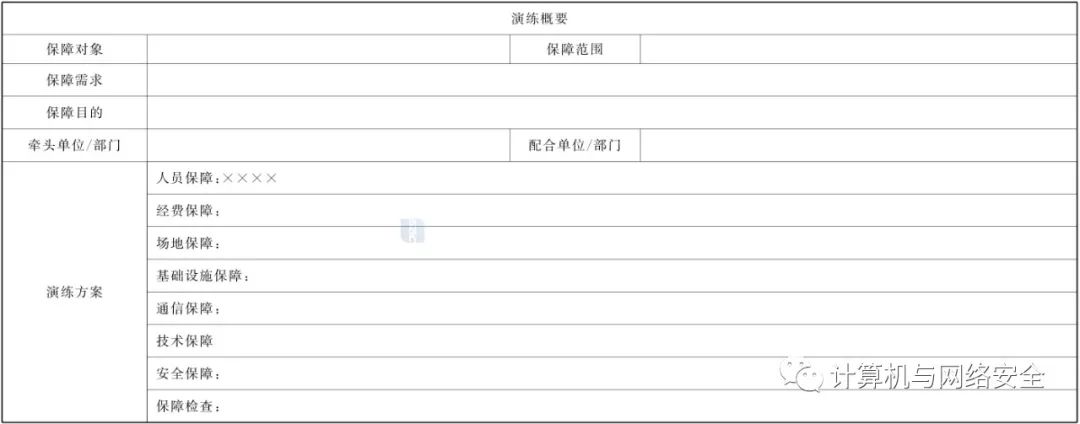 演练概要
保障对象 保障范围
保障需求
保障目的
牵头单位/部门 配合单位/部门
人员保障：××××
经费保障：
场地保障：
基础设施保障：
演练方案
通信保障：
技术保障
安全保障：
保障检查：
计算机与网络安全